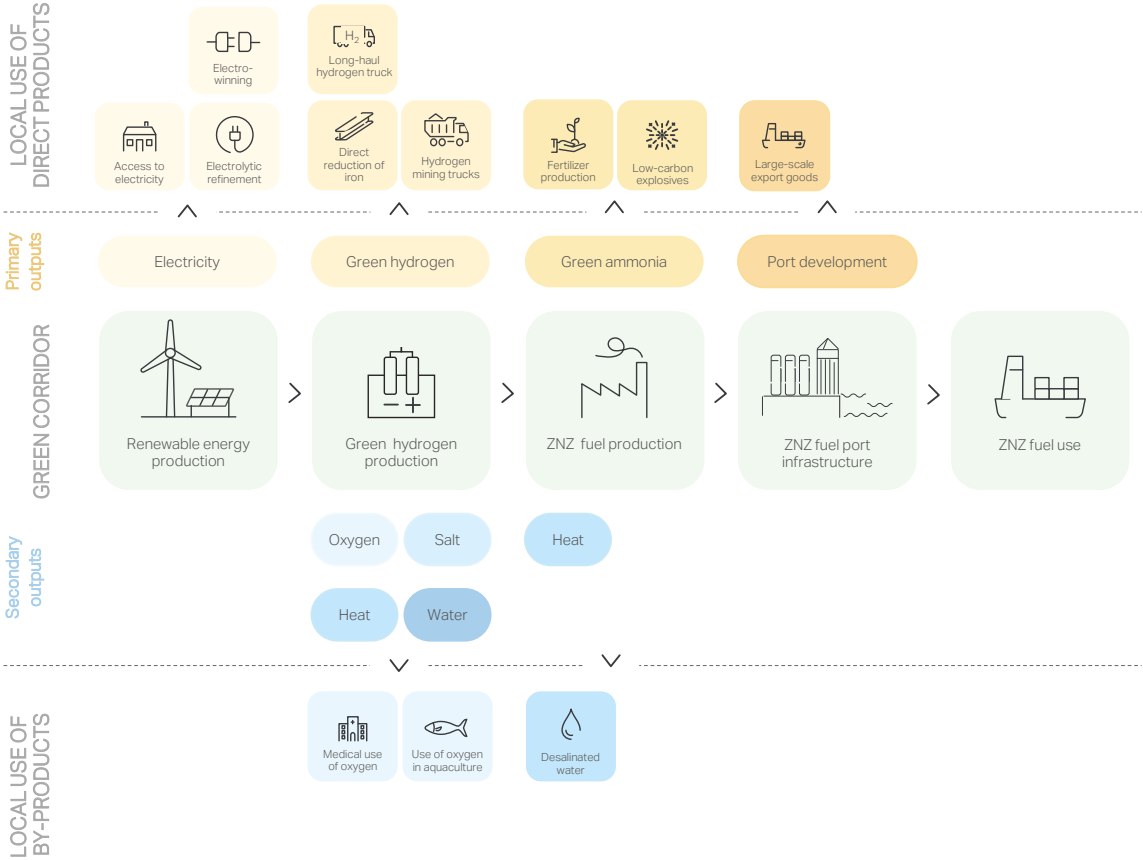 LOCAL USE OF
DIRECT PRODUCTS
Electro-
winning
H2
Long-haul
hydrogen truck
Access to
electricity
Electrolytic
refinement
Direct
reduction of
iron
Hydrogen
mining trucks
Fertilizer
production
Low-carbon
explosives
Large-scale
export goods
Primary
outputs
Electricity
Green hydrogen
Green ammonia
Port development
GREEN CORRIDOR
Renewable energy
production
Green hydrogen
production
ZNZ fuel production
ZNZ fuel port
infrastructure
ZNZ fuel use
Secondary
outputs
Oxygen
Salt
Heat
Heat
Water
LOCAL USE OF
BY-PRODUCTS
Medical use
of oxygen
Use of oxygen
in aquaculture
Desalinated
water